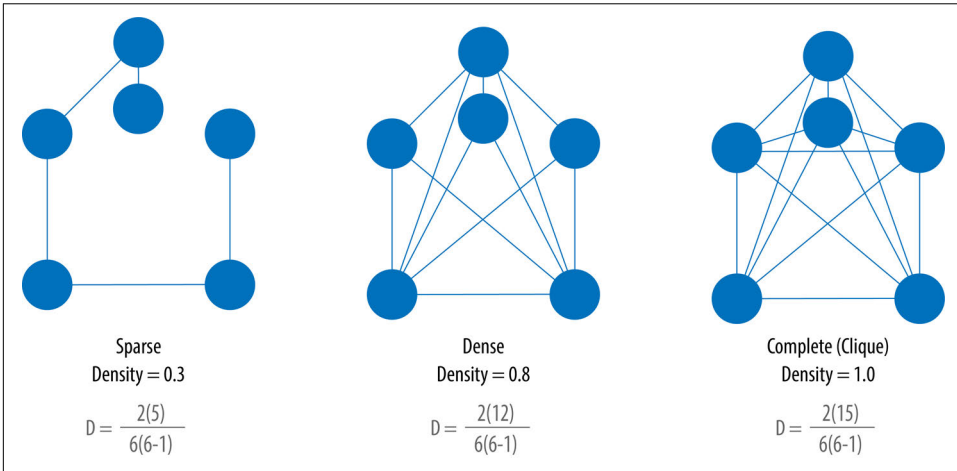 Sparse
Density = 0.3
D = 2(5) / 6(6-1)
Dense
Density = 0.8
D = 2(12) / 6(6-1)
Complete (Clique)
Density = 1.0
D = 2(15) / 6(6-1)